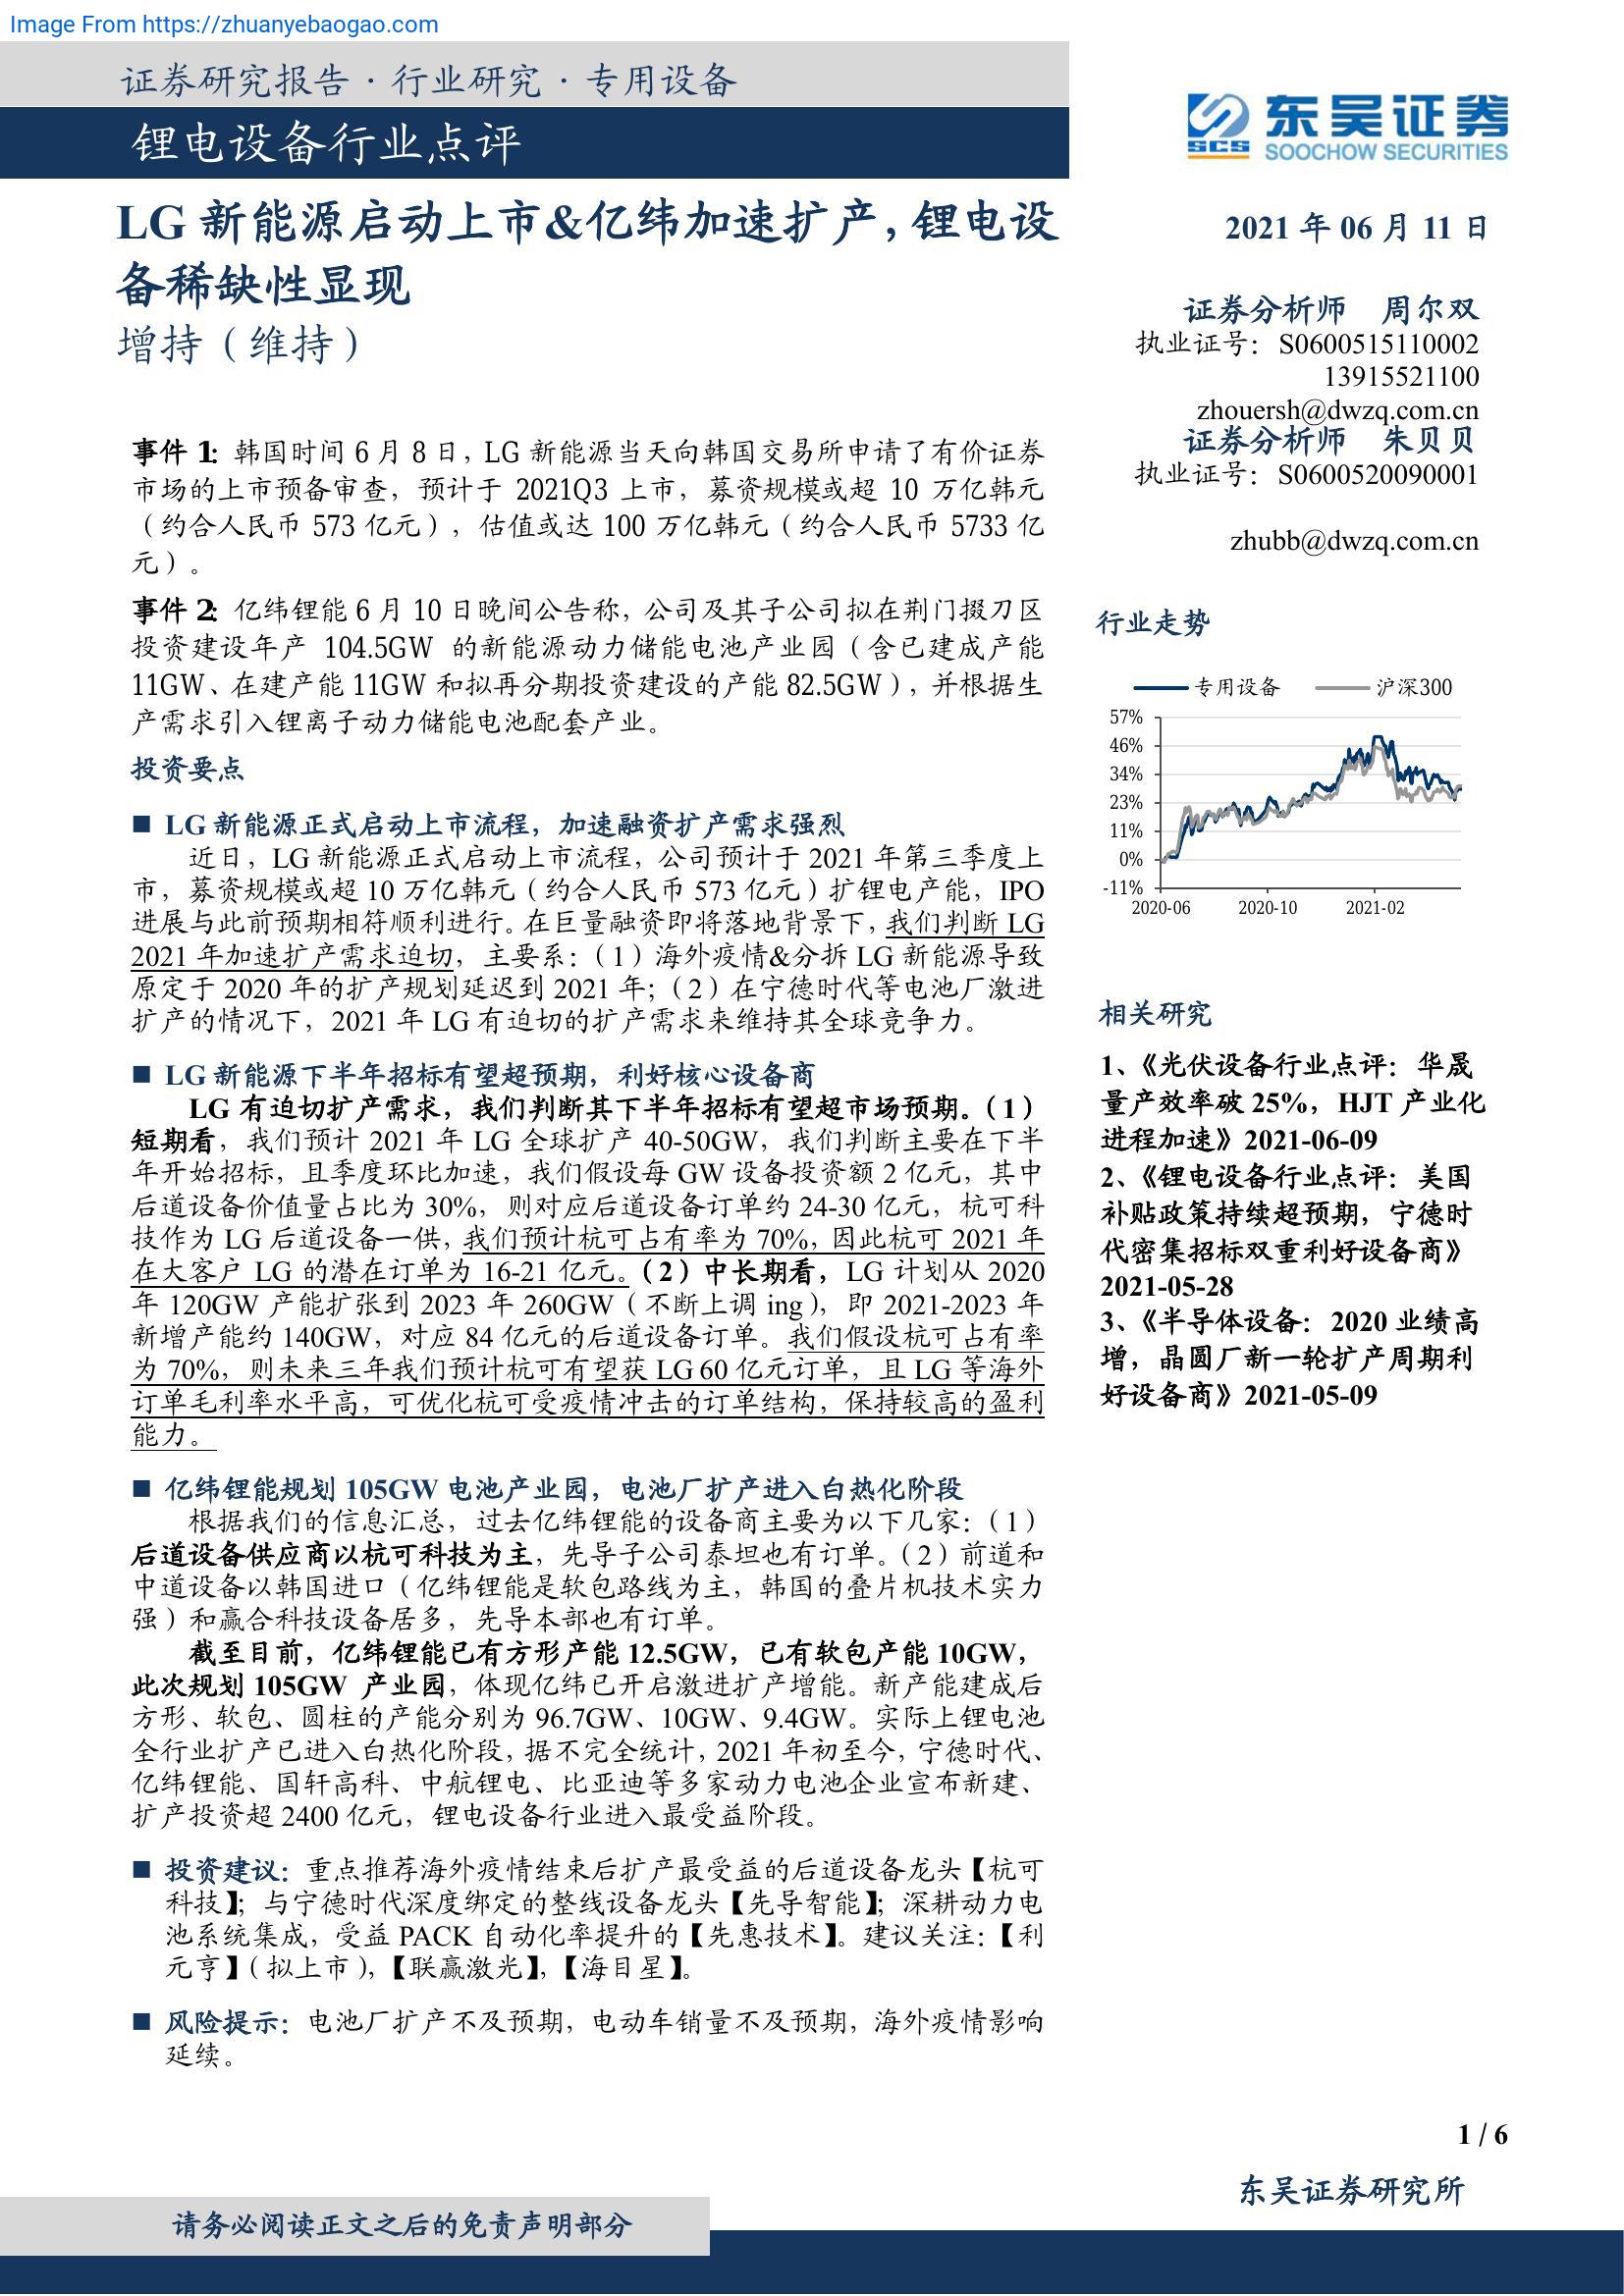 Image From https://zhuanyebaogao.com
证券研究报告 · 行业研究 · 专用设备
锂电设备行业点评
东吴证券
SCS
SOOCHOW SECURITIES
LG 新能源启动上市&亿纬加速扩产，锂电设
备稀缺性显现
增持（维持）
事件 1：韩国时间 6 月 8 日，LG 新能源当天向韩国交易所申请了有价证券
市场的上市预备审查，预计于 2021Q3 上市，募资规模或超 10 万亿韩元
（约合人民币 573 亿元），估值或达 100 万亿韩元（约合人民币 5733 亿
元）。
事件 2：亿纬锂能 6 月 10 日晚间公告称，公司及其子公司拟在荆门掇刀区
投资建设年产 104.5GW 的新能源动力储能电池产业园（含已建成产能
11GW、在建产能 11GW 和拟再分期投资建设的产能 82.5GW），并根据生
产需求引入锂离子动力储能电池配套产业。
投资要点
■ LG 新能源正式启动上市流程，加速融资扩产需求强烈
近日，LG 新能源正式启动上市流程，公司预计于 2021 年第三季度上
市，募资规模或超 10 万亿韩元（约合人民币 573 亿元）扩锂电产能，IPO
进展与此前预期相符顺利进行。在巨量融资即将落地背景下，我们判断 LG
2021 年加速扩产需求迫切，主要系：（1）海外疫情&分拆 LG 新能源导致
原定于 2020 年的扩产规划延迟到 2021 年；（2）在宁德时代等电池厂激进
扩产的情况下，2021 年 LG 有迫切的扩产需求来维持其全球竞争力。
■ LG 新能源下半年招标有望超预期，利好核心设备商
LG 有迫切扩产需求，我们判断其下半年招标有望超市场预期。（1）
短期看，我们预计 2021 年 LG 全球扩产 40-50GW，我们判断主要在下半
年开始招标，且季度环比加速，我们假设每 GW 设备投资额 2 亿元，其中
后道设备价值量占比为 30%，则对应后道设备订单约 24-30 亿元，杭可科
技作为 LG 后道设备一供，我们预计杭可占有率为 70%，因此杭可 2021 年
在大客户 LG 的潜在订单为 16-21 亿元。（2）中长期看，LG 计划从 2020
年 120GW 产能扩张到 2023 年 260GW（不断上调 ing），即 2021-2023 年
新增产能约 140GW，对应 84 亿元的后道设备订单。我们假设杭可占有率
为 70%，则未来三年我们预计杭可有望获 LG 60 亿元订单，且 LG 等海外
订单毛利率水平高，可优化杭可受疫情冲击的订单结构，保持较高的盈利
能力。
■ 亿纬锂能规划 105GW 电池产业园，电池厂扩产进入白热化阶段
根据我们的信息汇总，过去亿纬锂能的设备商主要为以下几家：（1）
后道设备供应商以杭可科技为主，先导子公司泰坦也有订单。（2）前道和
中道设备以韩国进口（亿纬锂能是软包路线为主，韩国的叠片机技术实力
强）和赢合科技设备居多，先导本部也有订单。
截至目前，亿纬锂能已有方形产能 12.5GW，已有软包产能 10GW，
此次规划 105GW 产业园，体现亿纬已开启激进扩产增能。新产能建成后
方形、软包、圆柱的产能分别为 96.7GW、10GW、9.4GW。实际上锂电池
全行业扩产已进入白热化阶段，据不完全统计，2021 年初至今，宁德时代、
亿纬锂能、国轩高科、中航锂电、比亚迪等多家动力电池企业宣布新建、
扩产投资超 2400 亿元，锂电设备行业进入最受益阶段。
■ 投资建议：重点推荐海外疫情结束后扩产最受益的后道设备龙头【杭可
科技】；与宁德时代深度绑定的整线设备龙头【先导智能】；深耕动力电
池系统集成，受益 PACK 自动化率提升的【先惠技术】。建议关注：【利
元亨】（拟上市），【联赢激光】，【海目星】。
■ 风险提示：电池厂扩产不及预期，电动车销量不及预期，海外疫情影响
延续。
2021 年 06 月 11 日
证券分析师 周尔双
执业证号：S0600515110002
13915521100
zhouersh@dwzq.com.cn
证券分析师 朱贝贝
执业证号：S0600520090001
zhubb@dwzq.com.cn
行业走势
专用设备 沪深300
57%
46%
34%
23%
11%
0%
-11%
2020-06 2020-10 2021-02
相关研究
1、《光伏设备行业点评：华晟
量产效率破 25%，HJT 产业化
进程加速》2021-06-09
2、《锂电设备行业点评：美国
补贴政策持续超预期，宁德时
代密集招标双重利好设备商》
2021-05-28
3、《半导体设备：2020 业绩高
增，晶圆厂新一轮扩产周期利
好设备商》2021-05-09
1 / 6
东吴证券研究所
请务必阅读正文之后的免责声明部分